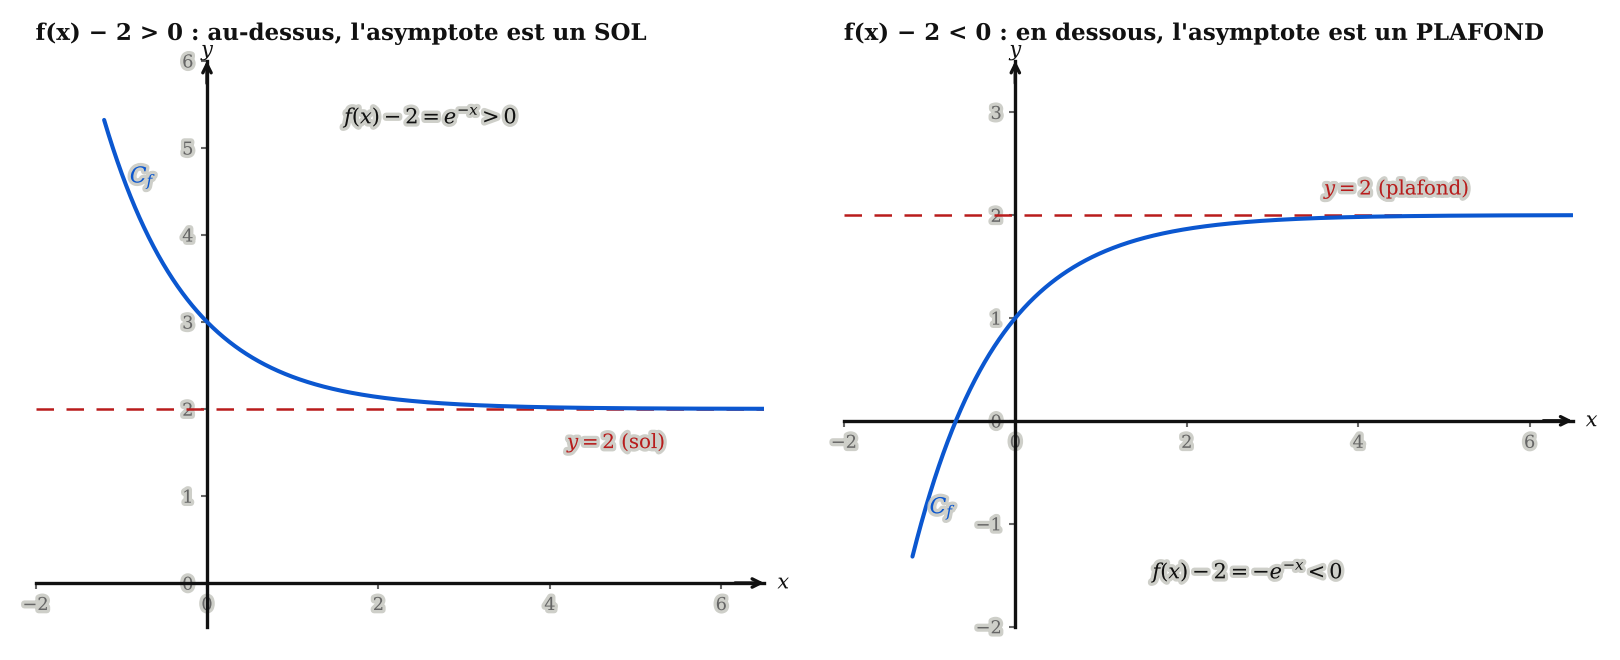 f(x) − 2 > 0 : au-dessus, l'asymptote est un SOL
y
6
f(x) − 2 = e^{−x} > 0
5
C_f
4
3
2
y = 2 (sol)
1
0
x
−2 0 2 4 6
f(x) − 2 < 0 : en dessous, l'asymptote est un PLAFOND
y
3
y = 2 (plafond)
2
1
0
x
−2 0 2 4 6
C_f
−1
f(x) − 2 = −e^{−x} < 0
−2